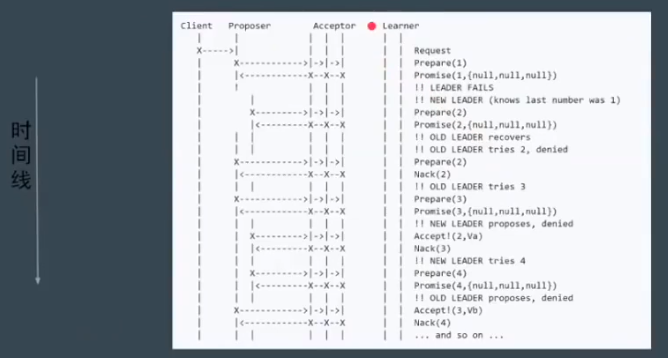 时间线
Client Proposer Acceptor Learner
| | | | | | |
X----->| | | | | | Request
| X--------->|->|->| | | Prepare(1)
| |<---------X--X--X | | Promise(1,{null,null,null})
| ! | | | | | !! LEADER FAILS
| | | | | | | !! NEW LEADER (knows last number was 1)
| X--------->|->|->| | | Prepare(2)
| |<---------X--X--X | | Promise(2,{null,null,null})
| | | | | | | | !! OLD LEADER recovers
| | | | | | | | !! OLD LEADER tries 2, denied
| X------------>|->|->| | | Prepare(2)
| |<------------X--X--X | | Nack(2)
| | | | | | | | !! OLD LEADER tries 3
| X------------>|->|->| | | Prepare(3)
| |<------------X--X--X | | Promise(3,{null,null,null})
| | | | | | | | !! NEW LEADER proposes, denied
| | X--------->|->|->| | | Accept!(2,Va)
| | |<---------X--X--X | | Nack(3)
| | | | | | | | !! NEW LEADER tries 4
| | X--------->|->|->| | | Prepare(4)
| | |<---------X--X--X | | Promise(4,{null,null,null})
| | | | | | | | !! OLD LEADER proposes, denied
| X------------>|->|->| | | Accept!(3,Vb)
| |<------------X--X--X | | Nack(4)
| | | | | | | | ... and so on ...